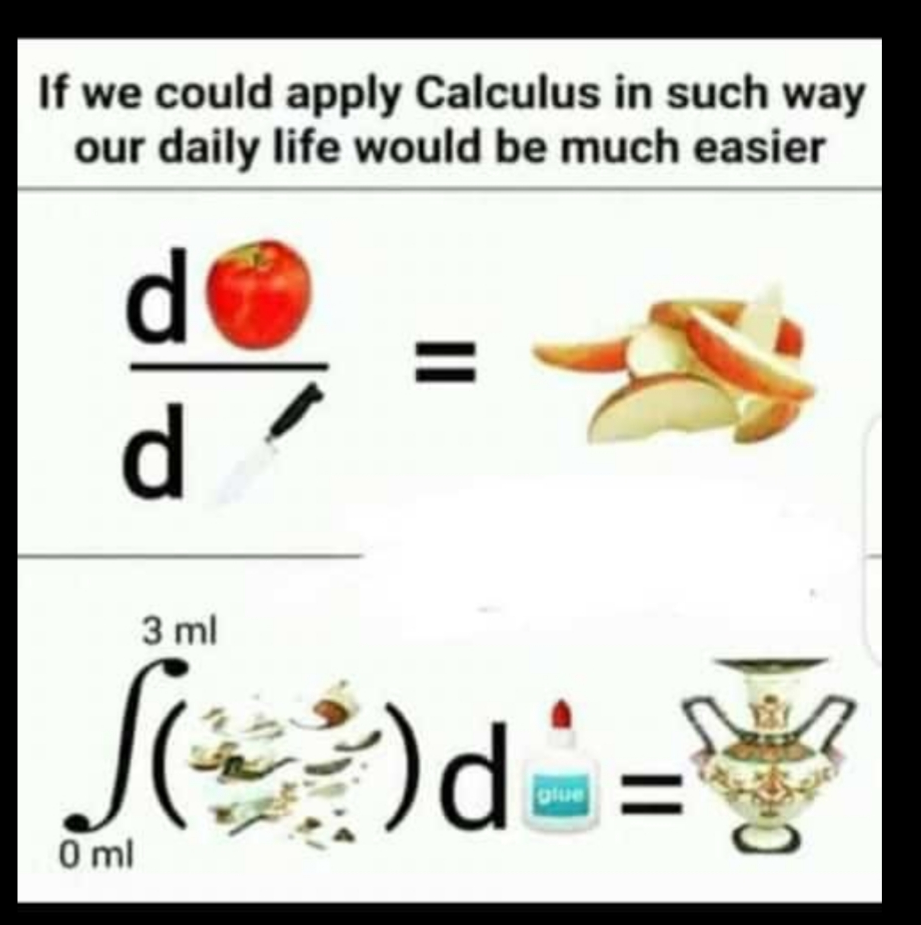 If we could apply Calculus in such way
our daily life would be much easier
d
=
d
3 ml
∫( ) d glue =
0 ml